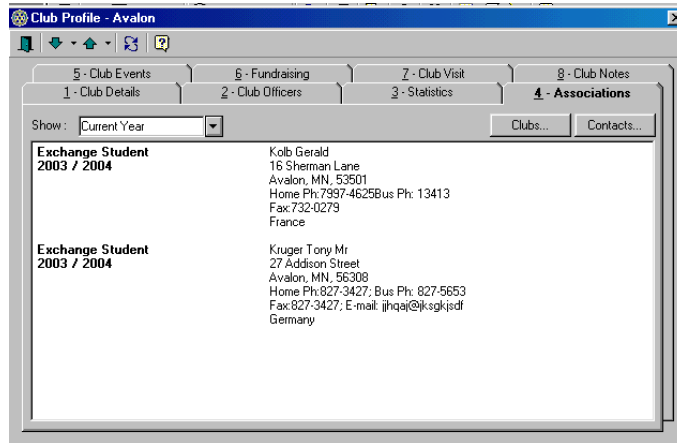 Club Profile - Avalon
5 - Club Events 6 - Fundraising 7 - Club Visit 8 - Club Notes
1 - Club Details 2 - Club Officers 3 - Statistics 4 - Associations
Show : Current Year Clubs... Contacts...
Exchange Student Kolb Gerald
2003 / 2004 16 Sherman Lane
Avalon, MN, 53501
Home Ph:7997-4625Bus Ph: 13413
Fax:732-0279
France
Exchange Student Kruger Tony Mr
2003 / 2004 27 Addison Street
Avalon, MN, 56308
Home Ph:827-3427; Bus Ph: 827-5653
Fax:827-3427; E-mail: jjhqaj@jksgkjsdf
Germany